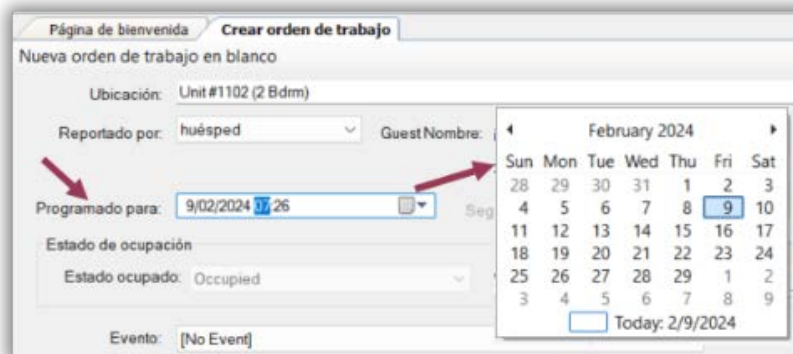 Página de bienvenida Crear orden de trabajo
Nueva orden de trabajo en blanco
Ubicación: Unit #1102 (2 Bdrm)
Reportado por: huésped Guest Nombre:
Programado para: 9/02/2024 07:26
Estado de ocupación
Estado ocupado: Occupied
Evento: [No Event]
February 2024
Sun Mon Tue Wed Thu Fri Sat
28 29 30 31 1 2 3
4 5 6 7 8 9 10
11 12 13 14 15 16 17
18 19 20 21 22 23 24
25 26 27 28 29 1 2
3 4 5 6 7 8 9
Today: 2/9/2024